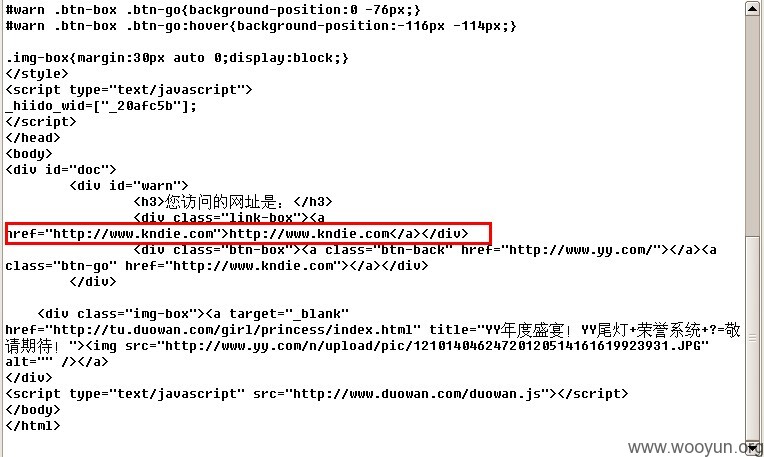 #warn .btn-box .btn-go{background-position:0 -76px;}
#warn .btn-box .btn-go:hover{background-position:-116px -114px;}
.img-box{margin:30px auto 0;display:block;}
</style>
<script type="text/javascript">
_hiido_wid=["_20afc5b"];
</script>
</head>
<body>
<div id="doc">
<div id="warn">
<h3>您访问的网址是：</h3>
<div class="link-box"><a
href="http://www.kndie.com">http://www.kndie.com</a></div>
<div class="btn-box"><a class="btn-back" href="http://www.yy.com/"></a><a
class="btn-go" href="http://www.kndie.com"></a></div>
</div>
<div class="img-box"><a target="_blank"
href="http://tu.duowan.com/girl/princess/index.html" title="YY年度盛宴！YY尾灯+荣誉系统+?=敬
请期待！"><img src="http://www.yy.com/n/upload/pic/12101404624720120514161619923931.JPG"
alt="" /></a>
</div>
<script type="text/javascript" src="http://www.duowan.com/duowan.js"></script>
</body>
</html>
www.wooyun.org